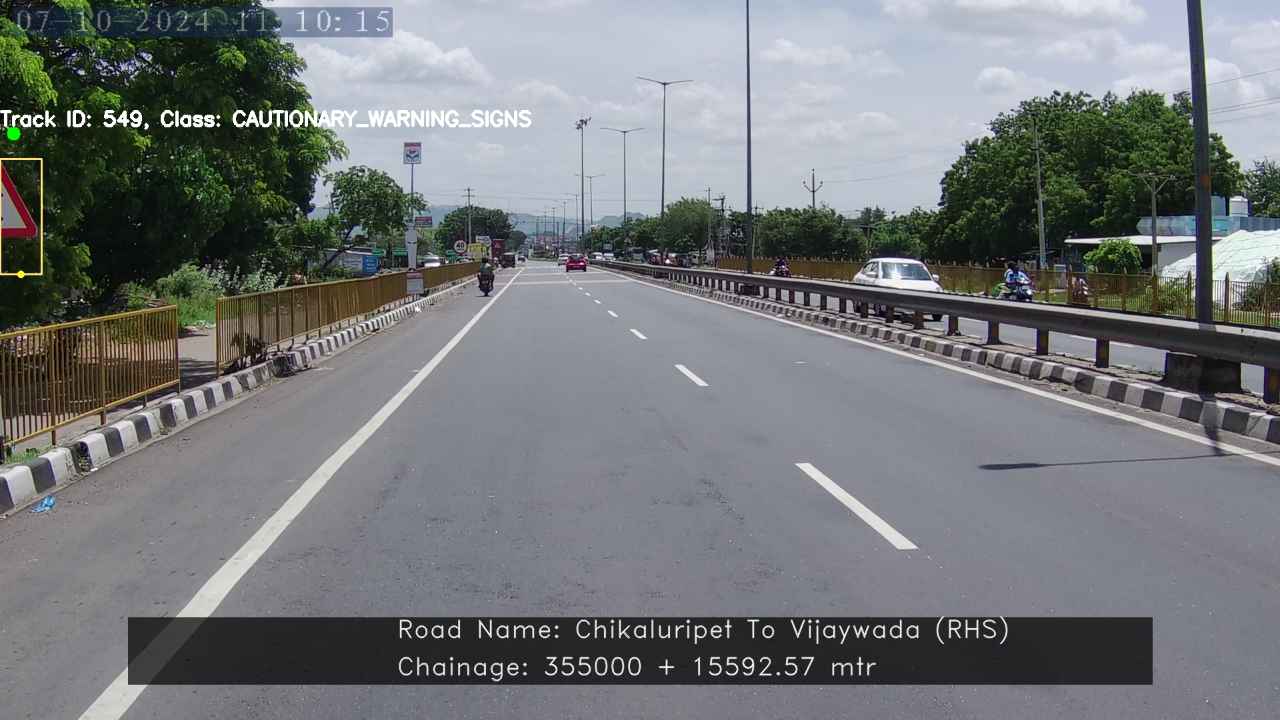 07-10-2024 11:10:15
Track ID: 549, Class: CAUTIONARY_WARNING_SIGNS
40
Road Name: Chikaluripet To Vijaywada (RHS)
Chainage: 355000 + 15592.57 mtr